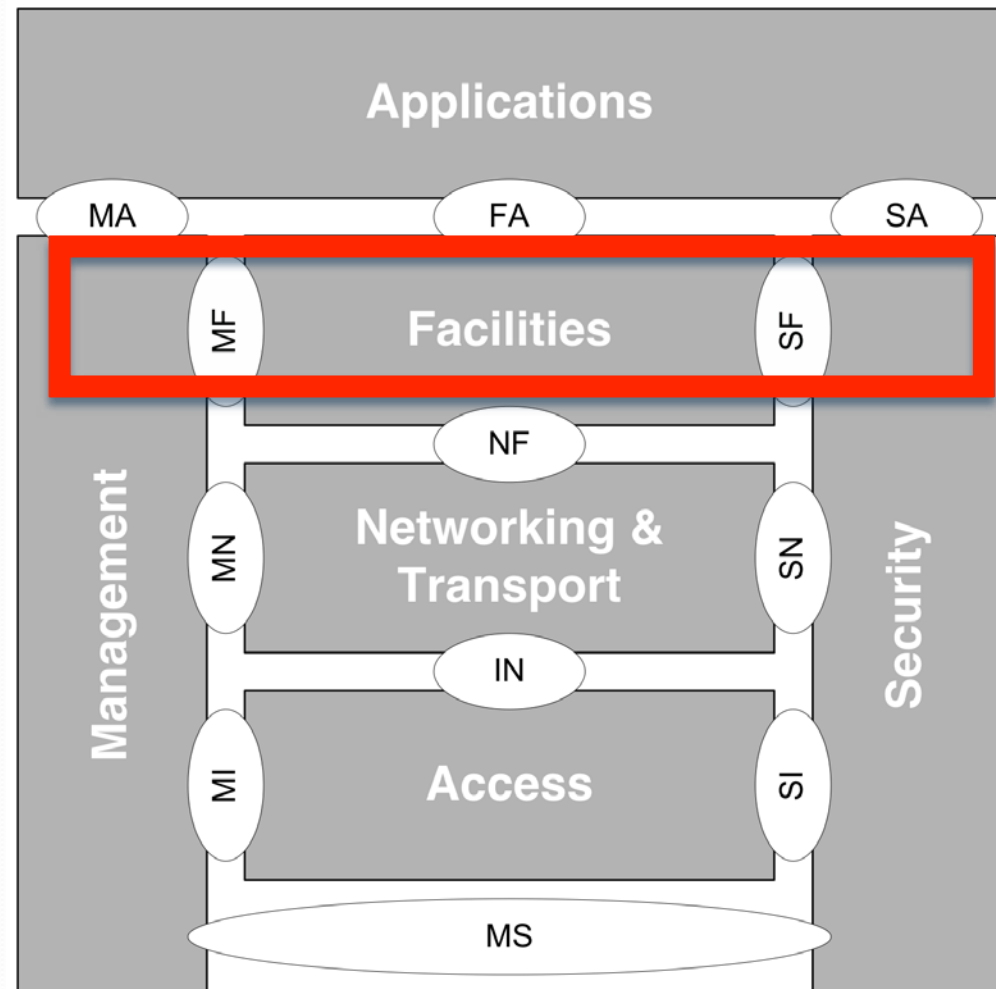 Applications
MA
FA
SA
MF
Facilities
SF
NF
Management
MN
Networking &
Transport
SN
Security
IN
MI
Access
SI
MS